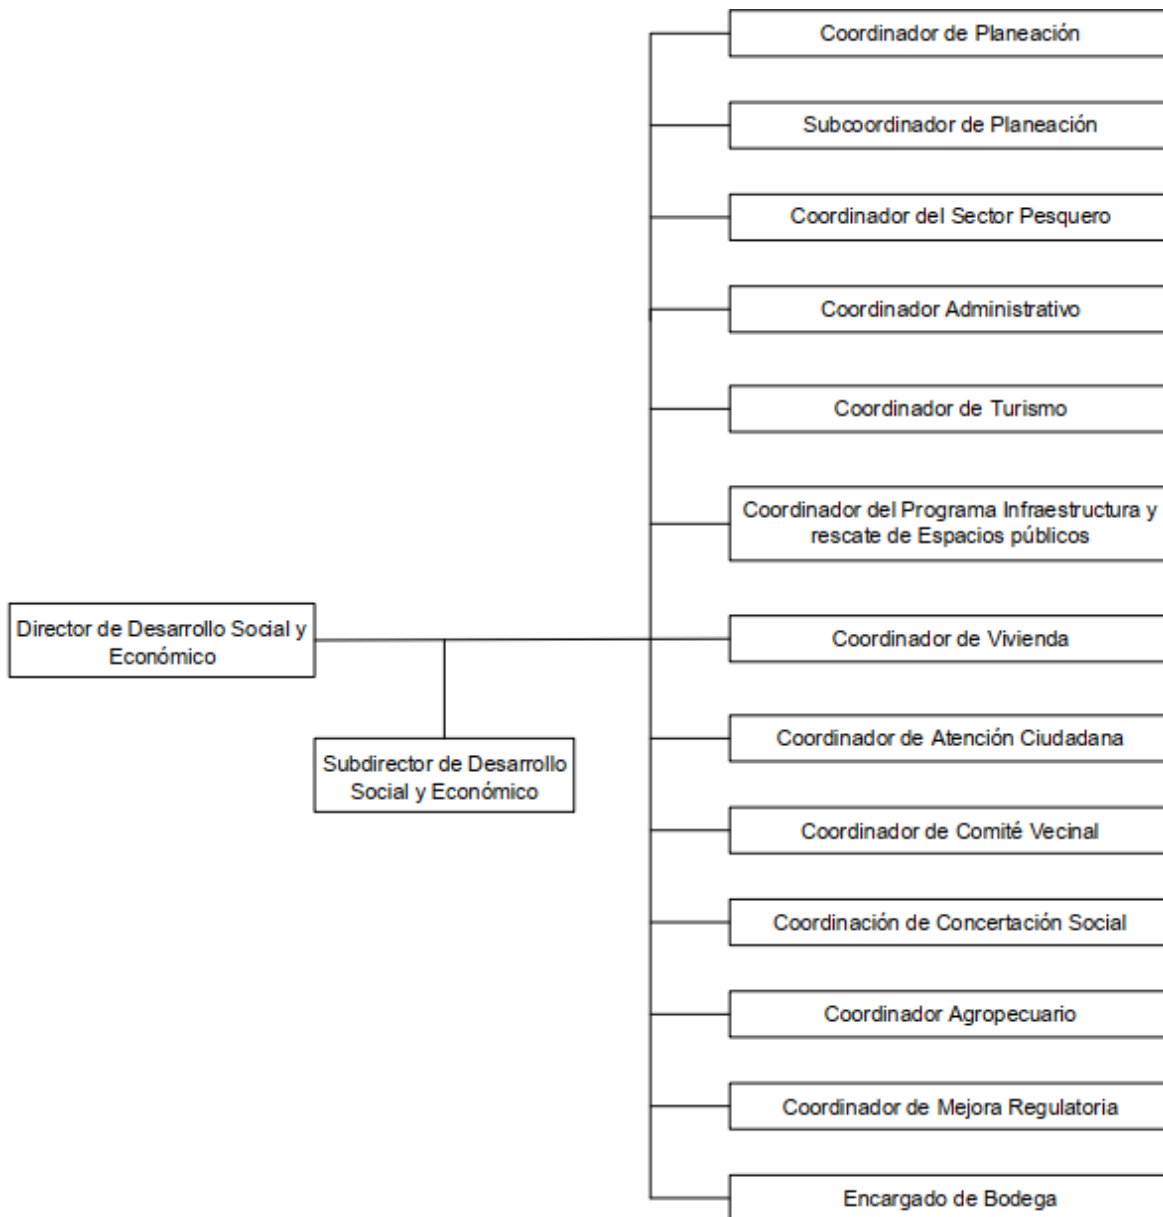 Coordinador de Planeación
Subcoordinador de Planeación
Coordinador del Sector Pesquero
Coordinador Administrativo
Coordinador de Turismo
Coordinador del Programa Infraestructura y
rescate de Espacios públicos
Director de Desarrollo Social y
Económico
Coordinador de Vivienda
Subdirector de Desarrollo
Social y Económico
Coordinador de Atención Ciudadana
Coordinador de Comité Vecinal
Coordinación de Concertación Social
Coordinador Agropecuario
Coordinador de Mejora Regulatoria
Encargado de Bodega